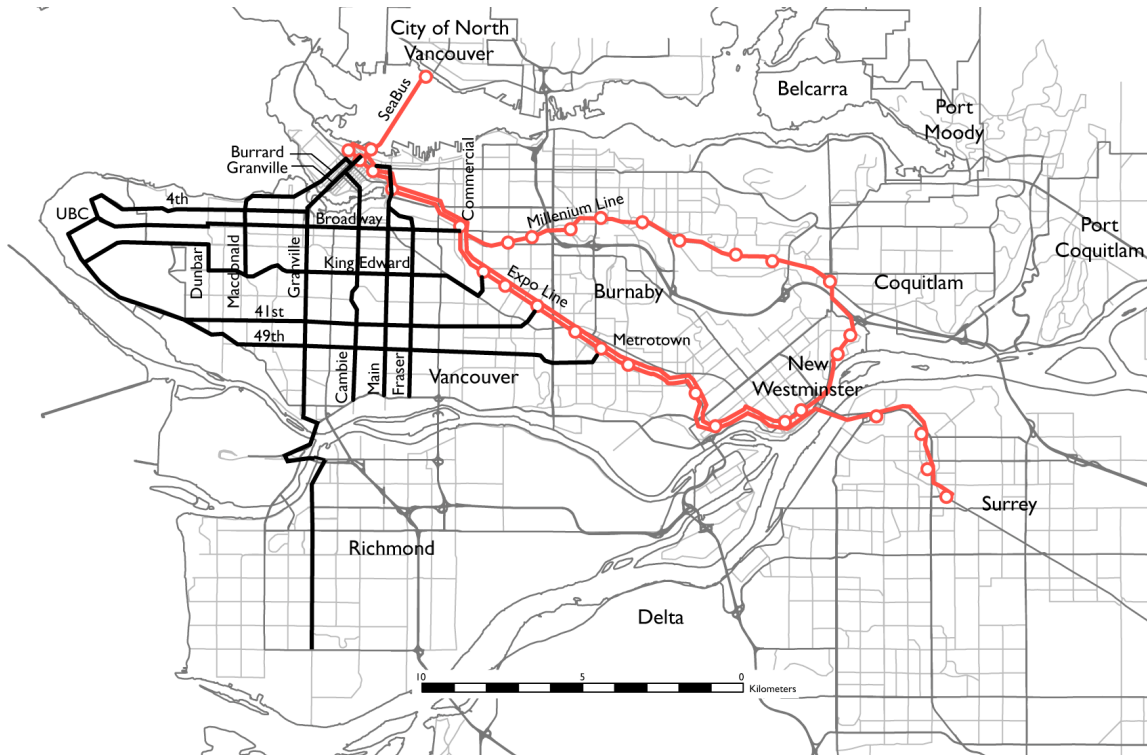 City of North
Vancouver
SeaBus
Belcarra
Port
Moody
Burrard
Granville
Commercial
4th
UBC
Broadway
Millenium Line
Port
Coquitlam
Dunbar
Macdonald
Granville
King Edward
Expo Line
Burnaby
Coquitlam
41st
49th
Metrotown
Cambie
Main
Fraser
Vancouver
New
Westminster
Surrey
Richmond
Delta
10
5
0
Kilometers